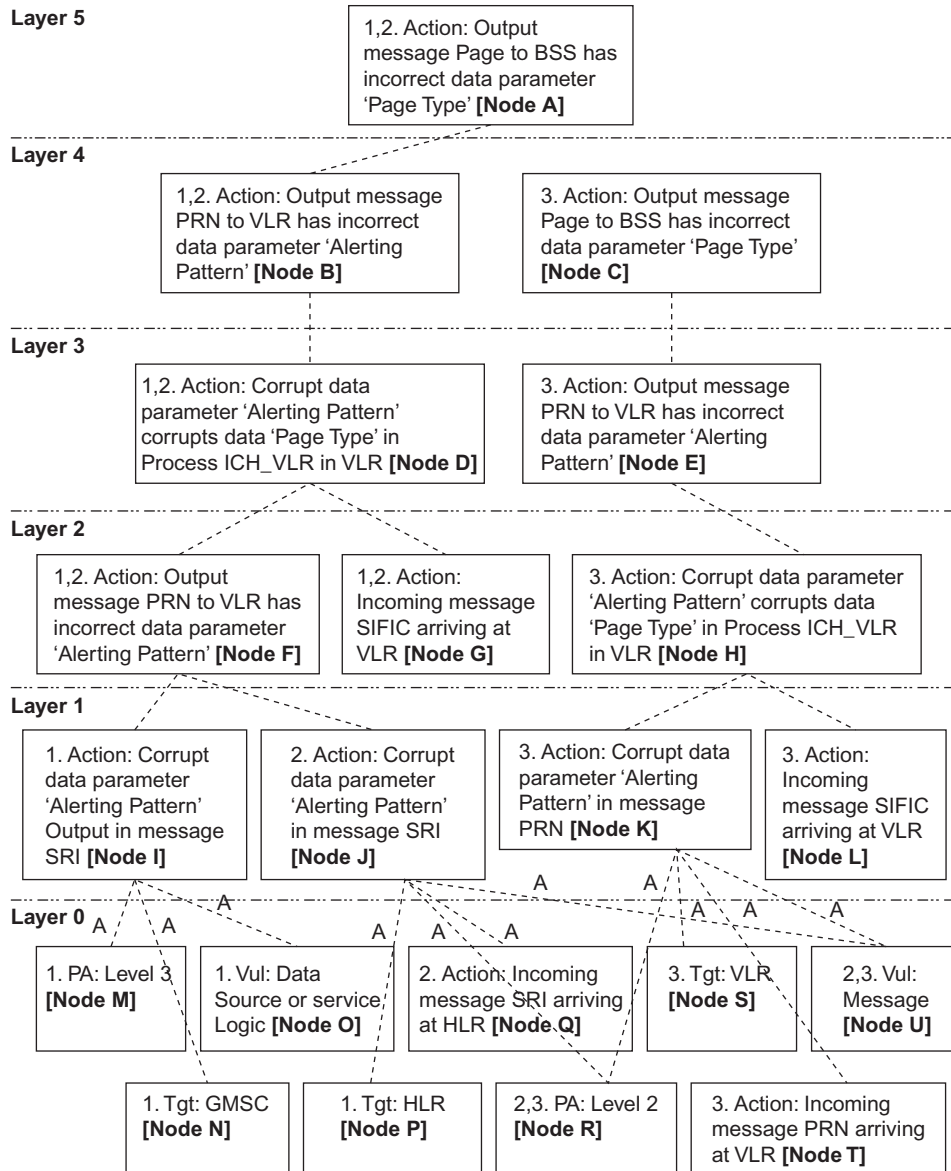 Layer 5
1,2. Action: Output
message Page to BSS has
incorrect data parameter
‘Page Type’ [Node A]
Layer 4
1,2. Action: Output message
PRN to VLR has incorrect
data parameter ‘Alerting
Pattern’ [Node B]
3. Action: Output message
Page to BSS has incorrect
data parameter ‘Page Type’
[Node C]
Layer 3
1,2. Action: Corrupt data
parameter ‘Alerting Pattern’
corrupts data ‘Page Type’ in
Process ICH_VLR in VLR [Node D]
3. Action: Output message
PRN to VLR has incorrect
data parameter ‘Alerting
Pattern’ [Node E]
Layer 2
1,2. Action: Output
message PRN to VLR has
incorrect data parameter
‘Alerting Pattern’ [Node F]
1,2. Action:
Incoming message
SIFIC arriving at
VLR [Node G]
3. Action: Corrupt data parameter
‘Alerting Pattern’ corrupts data
‘Page Type’ in Process ICH_VLR
in VLR [Node H]
Layer 1
1. Action: Corrupt
data parameter
‘Alerting Pattern’
Output in message
SRI [Node I]
2. Action: Corrupt
data parameter
‘Alerting Pattern’
in message SRI
[Node J]
3. Action: Corrupt data
parameter ‘Alerting
Pattern’ in message
PRN [Node K]
3. Action:
Incoming
message SIFIC
arriving at VLR
[Node L]
Layer 0
A
A
A
A
A
A
A
A
A
A
A
1. PA: Level 3
[Node M]
1. Vul: Data
Source or service
Logic [Node O]
2. Action: Incoming
message SRI arriving
at HLR [Node Q]
3. Tgt: VLR
[Node S]
2,3. Vul:
Message
[Node U]
1. Tgt: GMSC
[Node N]
1. Tgt: HLR
[Node P]
2,3. PA: Level 2
[Node R]
3. Action: Incoming
message PRN arriving
at VLR [Node T]